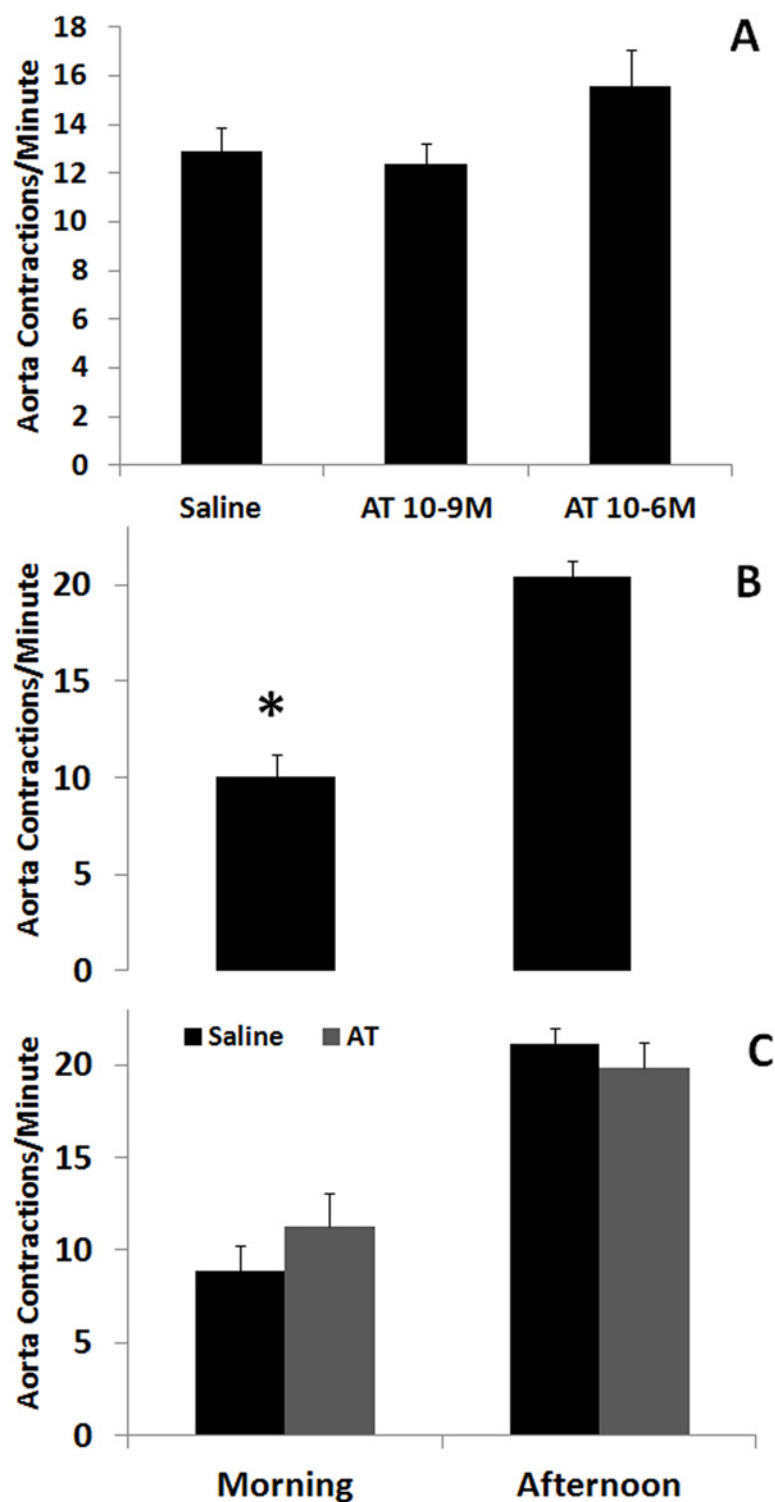 A
Aorta Contractions/Minute
18
16
14
12
10
8
6
4
2
0
Saline AT 10-9M AT 10-6M
B
Aorta Contractions/Minute
20
15
10
5
0
*
C
Aorta Contractions/Minute
Saline AT
20
15
10
5
0
Morning Afternoon